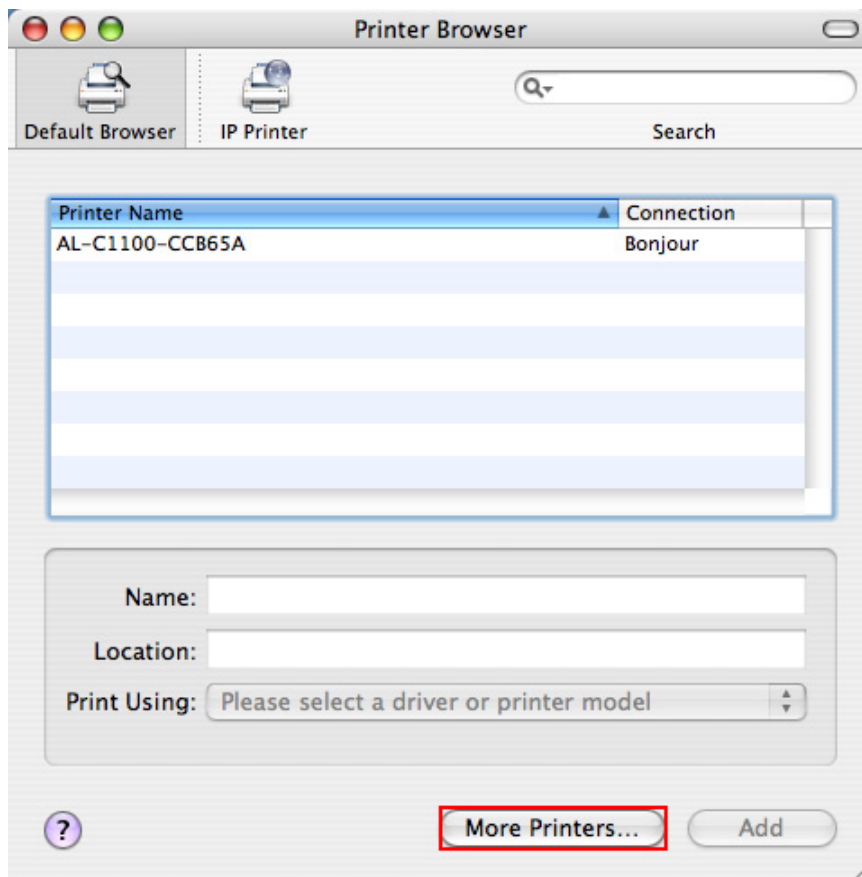 Printer Browser
Default Browser
IP Printer
Search
Printer Name Connection
AL-C1100-CCB65A Bonjour
Name:
Location:
Print Using: Please select a driver or printer model
? More Printers... Add